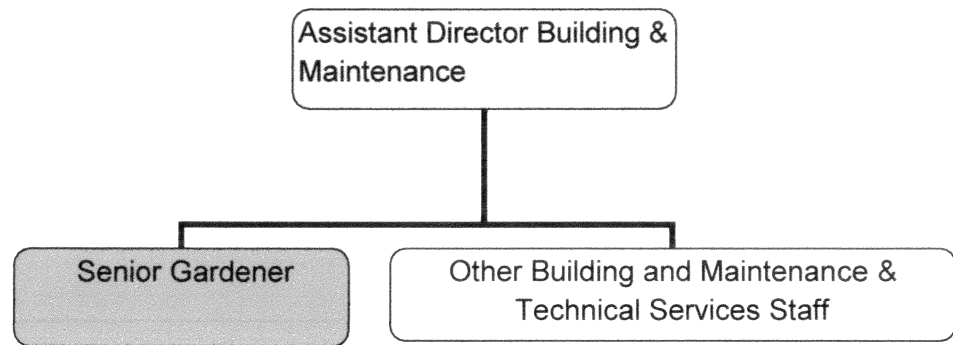 Assistant Director Building &
Maintenance
Senior Gardener
Other Building and Maintenance &
Technical Services Staff